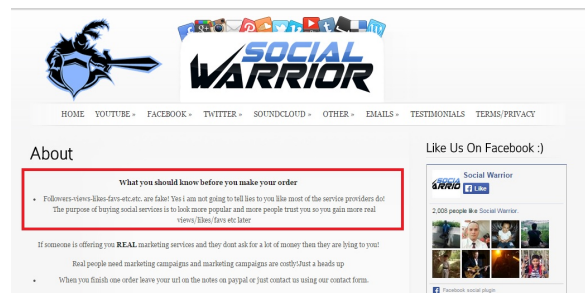 SOCIAL
WARRIOR
HOME YOUTUBE » FACEBOOK » TWITTER » SOUNDCLOUD » OTHER » EMAILS » TESTIMONIALS TERMS/PRIVACY
About
What you should know before you make your order
• Followers-views-likes-favs-etc.etc. are fake! Yes i am not going to tell lies to you like most of the service providers do!
The purpose of buying social services is to look more popular and more people trust you so you gain more real
views/likes/favs etc later
If someone is offering you REAL marketing services and they dont ask for a lot of money then they are lying to you!
Real people need marketing campaigns and marketing campaigns are costly!Just a heads up
• When you finish one order leave your url on the notes on paypal or just contact us using our contact form.
Like Us On Facebook :)
Social Warrior
Like
2,008 people like Social Warrior.
Facebook social plugin